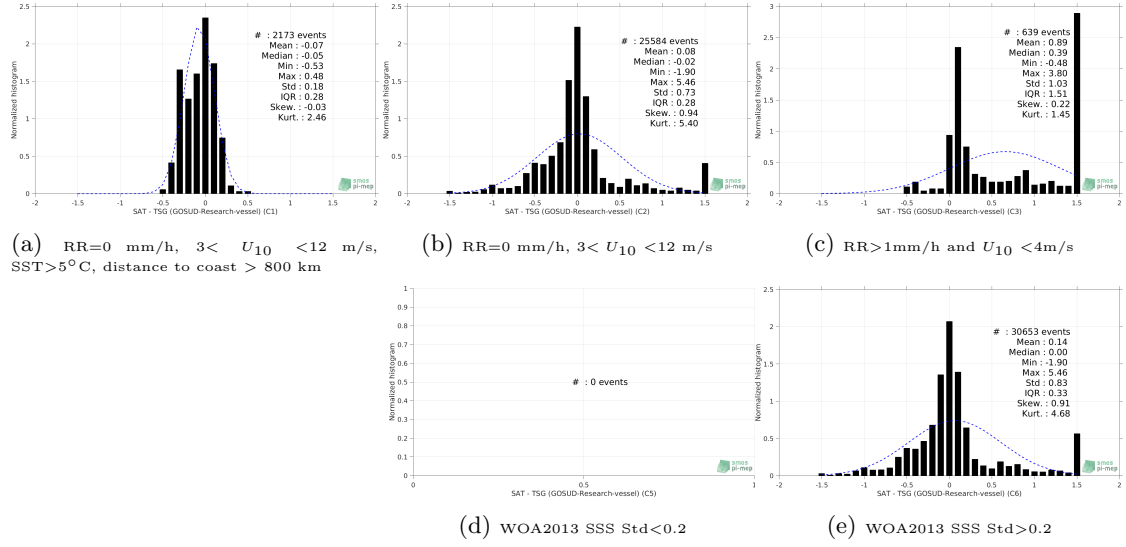 Normalized histogram
2.5
2
1.5
1
0.5
0
-2
-1.5
-1
-0.5
0
0.5
1
1.5
2
SAT - TSG (GOSUD-Research-vessel) (C1)
# : 2173 events
Mean : -0.07
Median : -0.05
Min : -0.53
Max : 0.48
Std : 0.18
IQR : 0.28
Skew. : -0.03
Kurt. : 2.46
smos
pi-mep
(a) RR=0 mm/h, 3< U10 <12 m/s,
SST>5°C, distance to coast > 800 km
Normalized histogram
2.5
2
1.5
1
0.5
0
-2
-1.5
-1
-0.5
0
0.5
1
1.5
2
SAT - TSG (GOSUD-Research-vessel) (C2)
# : 25584 events
Mean : 0.08
Median : -0.02
Min : -1.90
Max : 5.46
Std : 0.73
IQR : 0.28
Skew. : 0.94
Kurt. : 5.40
smos
pi-mep
(b) RR=0 mm/h, 3< U10 <12 m/s
Normalized histogram
3
2.5
2
1.5
1
0.5
0
-2
-1.5
-1
-0.5
0
0.5
1
1.5
2
SAT - TSG (GOSUD-Research-vessel) (C3)
# : 639 events
Mean : 0.89
Median : 0.39
Min : -0.48
Max : 3.80
Std : 1.03
IQR : 1.51
Skew. : 0.22
Kurt. : 1.45
smos
pi-mep
(c) RR>1mm/h and U10 <4m/s
Normalized histogram
1
0.9
0.8
0.7
0.6
0.5
0.4
0.3
0.2
0.1
0
0
0.5
1
SAT - TSG (GOSUD-Research-vessel) (C5)
# : 0 events
smos
pi-mep
(d) WOA2013 SSS Std<0.2
Normalized histogram
2.5
2
1.5
1
0.5
0
-2
-1.5
-1
-0.5
0
0.5
1
1.5
2
SAT - TSG (GOSUD-Research-vessel) (C6)
# : 30653 events
Mean : 0.14
Median : 0.00
Min : -1.90
Max : 5.46
Std : 0.83
IQR : 0.33
Skew. : 0.91
Kurt. : 4.68
smos
pi-mep
(e) WOA2013 SSS Std>0.2